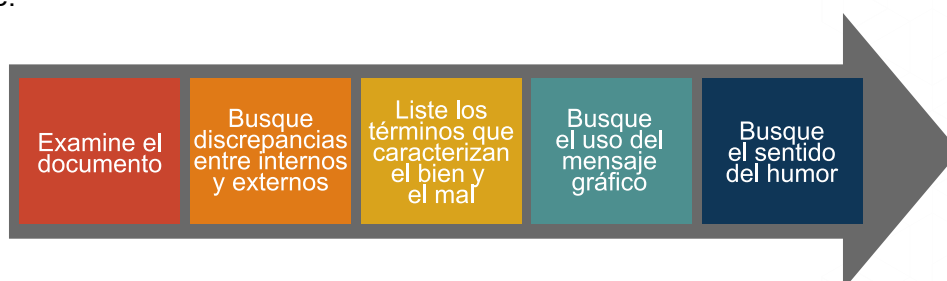 Examine el
documento
Busque
discrepancias
entre internos
y externos
Liste los
términos que
caracterizan
el bien y
el mal
Busque
el uso del
mensaje
gráfico
Busque
el sentido
del humor